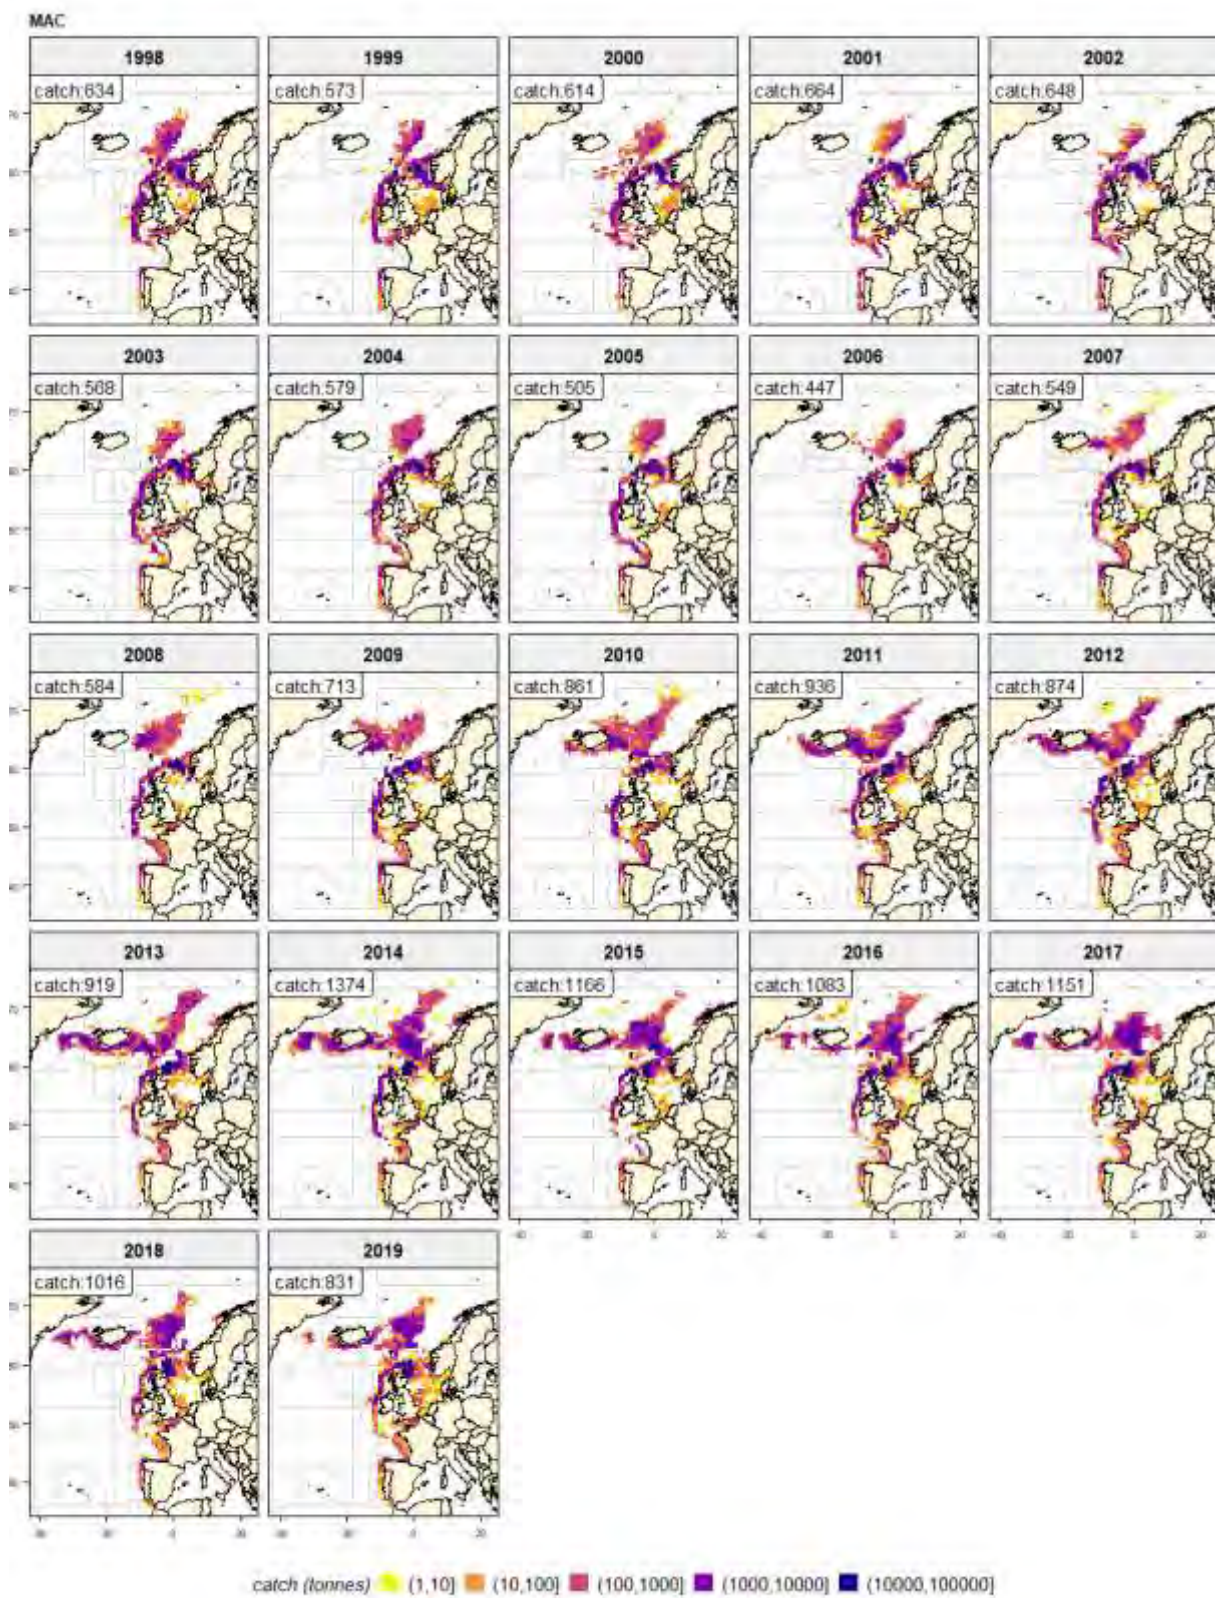 MAC
1998 1999 2000 2001 2002
catch:634 catch:573 catch:614 catch:664 catch:648
2003 2004 2005 2006 2007
catch:568 catch:579 catch:505 catch:447 catch:549
2008 2009 2010 2011 2012
catch:584 catch:713 catch:861 catch:936 catch:874
2013 2014 2015 2016 2017
catch:919 catch:1374 catch:1166 catch:1083 catch:1151
2018 2019
catch:1016 catch:831
catch (tonnes) (1,10] (10,100] (100,1000] (1000,10000] (10000,100000]